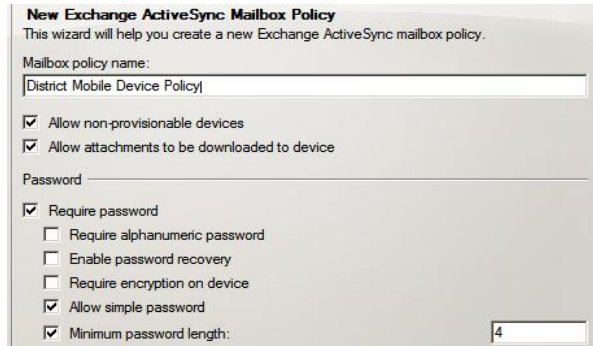 New Exchange ActiveSync Mailbox Policy
This wizard will help you create a new Exchange ActiveSync mailbox policy.
Mailbox policy name:
District Mobile Device Policy
Allow non-provisionable devices
Allow attachments to be downloaded to device
Password
Require password
Require alphanumeric password
Enable password recovery
Require encryption on device
Allow simple password
Minimum password length: 4